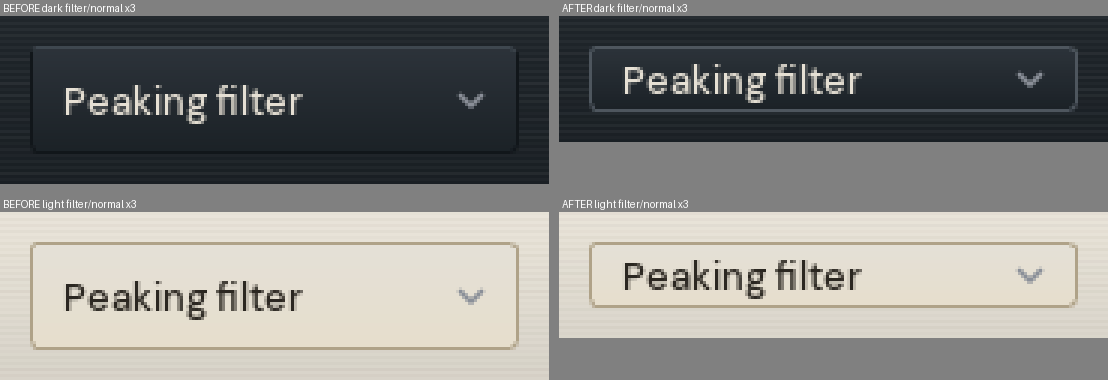 BEFORE dark filter/normal x3
AFTER dark filter/normal x3
Peaking filter
Peaking filter
BEFORE light filter/normal x3
AFTER light filter/normal x3
Peaking filter
Peaking filter